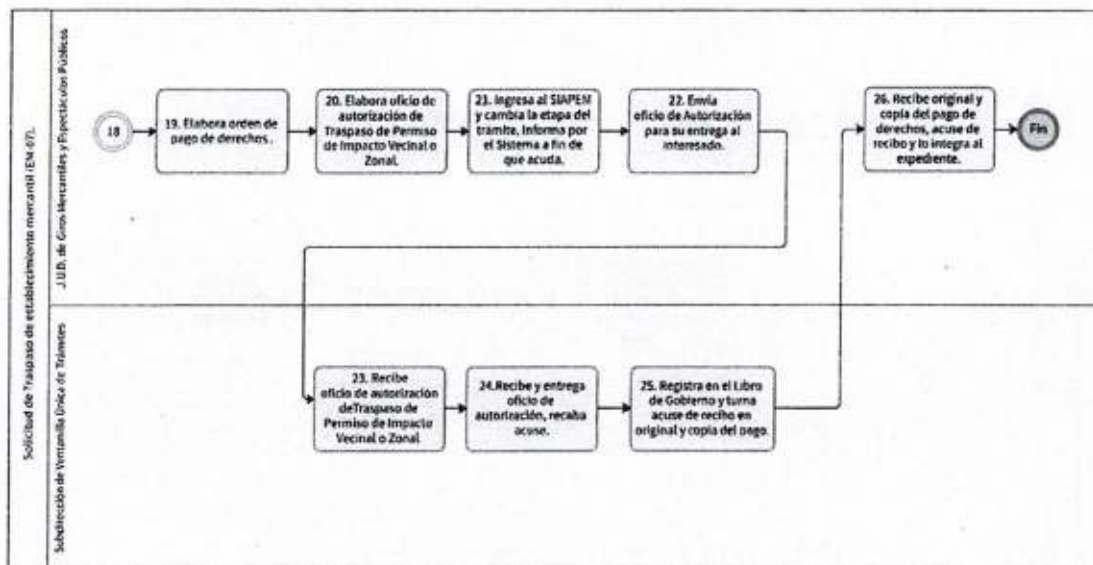 Solicitud de Traspaso de establecimiento mercantil (EM-07).
J.U.D. de Giros Mercantiles y Espectáculos Públicos
18
19. Elabora orden de
pago de derechos.
20. Elabora oficio de
autorización de
Traspaso de Permiso
de Impacto Vecinal o
Zonal.
21. Ingresa al SIAPEM
y cambia la etapa del
trámite, Informa por
el Sistema a fin de
que acuda.
22. Envía
oficio de Autorización
para su entrega al
interesado.
26. Recibe original y
copia del pago de
derechos, acuse de
recibo y lo integra al
expediente.
Fin
Subdirección de Ventanilla Única de Trámites
23. Recibe
oficio de autorización
deTraspaso de
Permiso de Impacto
Vecinal o Zonal
24.Recibe y entrega
oficio de
autorización, recaba
acuse.
25. Registra en el Libro
de Gobierno y turna
acuse de recibo en
original y copia del pago.